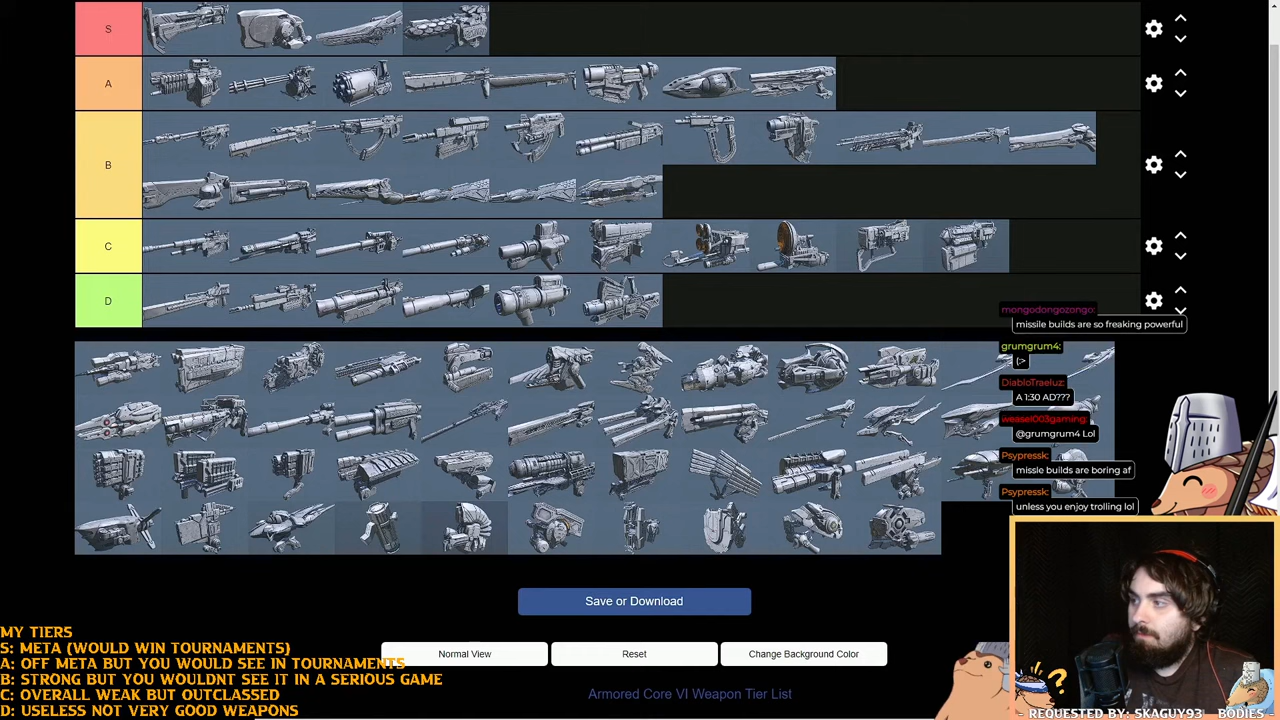 S
A
B
C
D
mongodongozongo:
missile builds are so freaking powerful
grumgrum4:
(>
DiabloTraeluz:
A 1:30 AD???
weasel003gaming:
@grumgrum4 Lol
Psypressk:
missle builds are boring af
Psypressk:
unless you enjoy trolling lol
Save or Download
Normal View
Reset
Change Background Color
Armored Core VI Weapon Tier List
MY TIERS
S: META (WOULD WIN TOURNAMENTS)
A: OFF META BUT YOU WOULD SEE IN TOURNAMENTS
B: STRONG BUT YOU WOULDNT SEE IT IN A SERIOUS GAME
C: OVERALL WEAK BUT OUTCLASSED
D: USELESS NOT VERY GOOD WEAPONS
- REQUESTED BY: SKAGUY93 _ BODIES -